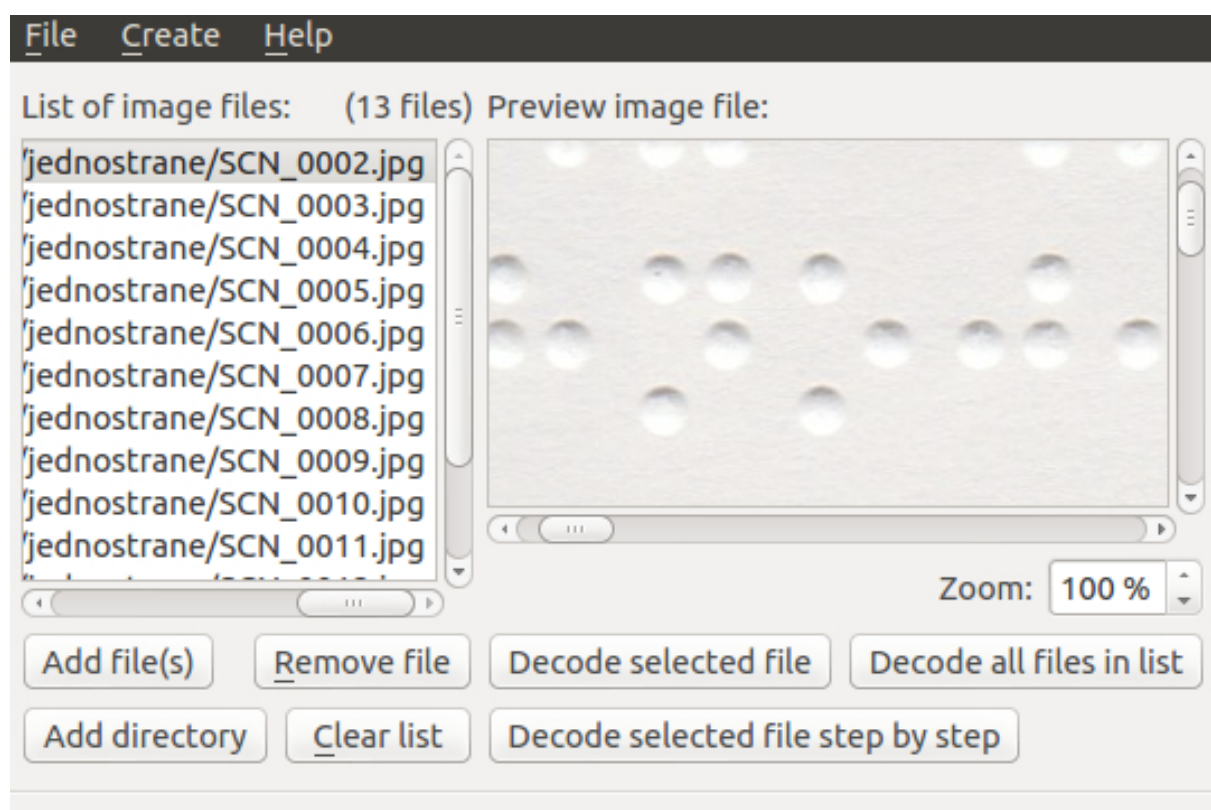 File Create Help
List of image files: (13 files) Preview image file:
/jednostrane/SCN_0002.jpg
/jednostrane/SCN_0003.jpg
/jednostrane/SCN_0004.jpg
/jednostrane/SCN_0005.jpg
/jednostrane/SCN_0006.jpg
/jednostrane/SCN_0007.jpg
/jednostrane/SCN_0008.jpg
/jednostrane/SCN_0009.jpg
/jednostrane/SCN_0010.jpg
/jednostrane/SCN_0011.jpg
Zoom: 100 %
Add file(s) Remove file Decode selected file Decode all files in list
Add directory Clear list Decode selected file step by step